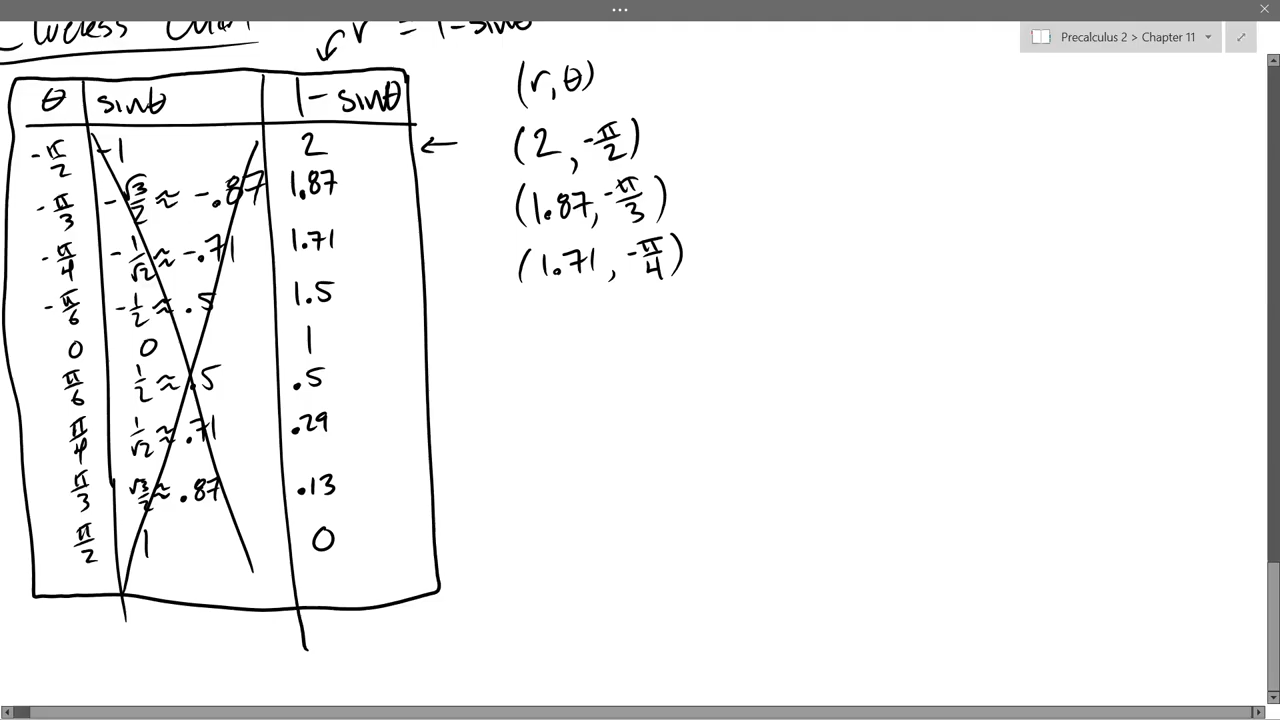 Precalculus 2 > Chapter 11
Clueless Chart
r = 1-sinθ
θ sinθ 1 - sinθ (r, θ)
-π/2 -1 2 ← (2, -π/2)
-π/3 -√3/2 ≈ -.87 1.87 (1.87, -π/3)
-π/4 -1/√2 ≈ -.71 1.71 (1.71, -π/4)
-π/6 -1/2 ≈ .5 1.5
0 0 1
π/6 1/2 ≈ .5 .5
π/4 1/√2 ≈ .71 .29
π/3 √3/2 ≈ .87 .13
π/2 1 0